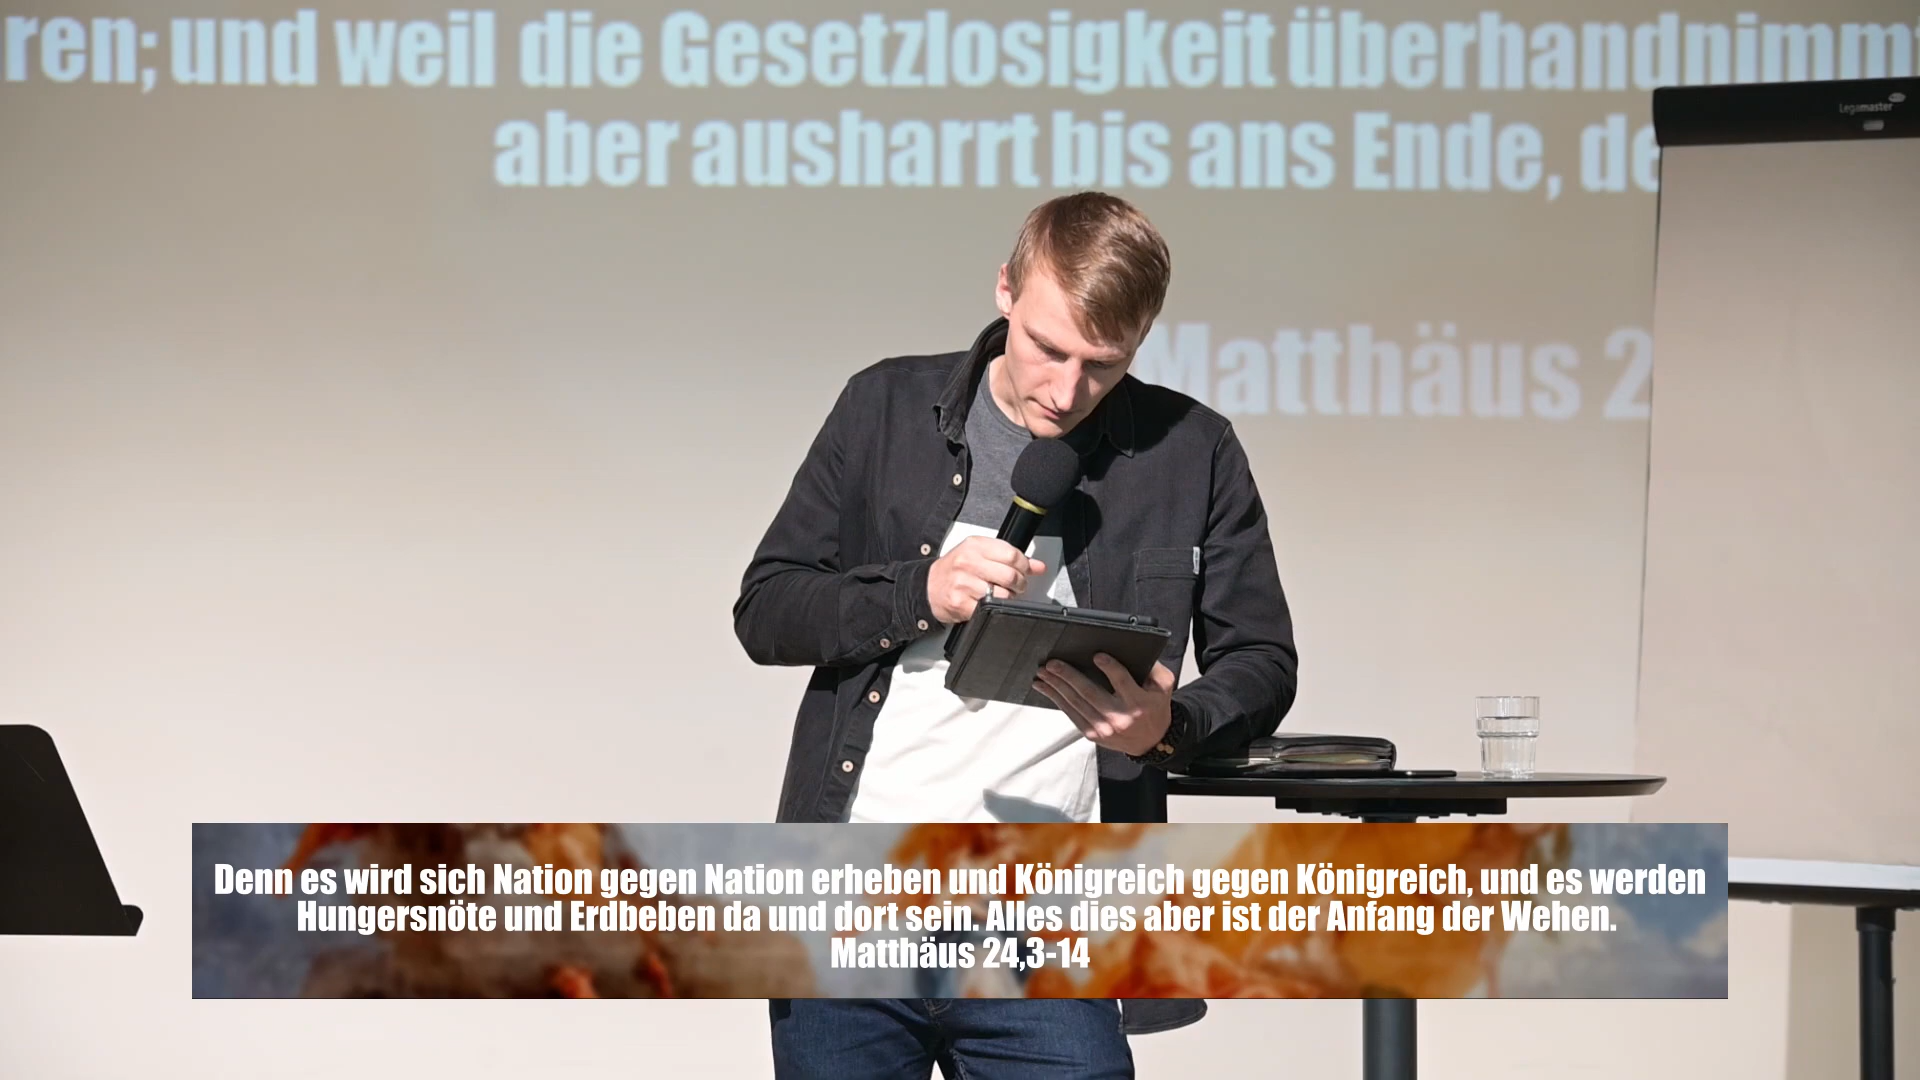 ren; und weil die Gesetzlosigkeit überhandnimmt
aber ausharrt bis ans Ende, de
Matthäus 2
Legamaster
Denn es wird sich Nation gegen Nation erheben und Königreich gegen Königreich, und es werden
Hungersnöte und Erdbeben da und dort sein. Alles dies aber ist der Anfang der Wehen.
Matthäus 24,3-14